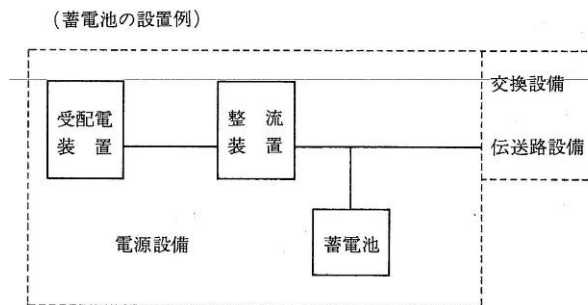 (蓄電池の設置例)
受配電
装 置
整 流
装 置
交換設備
伝送路設備
電源設備
蓄電池